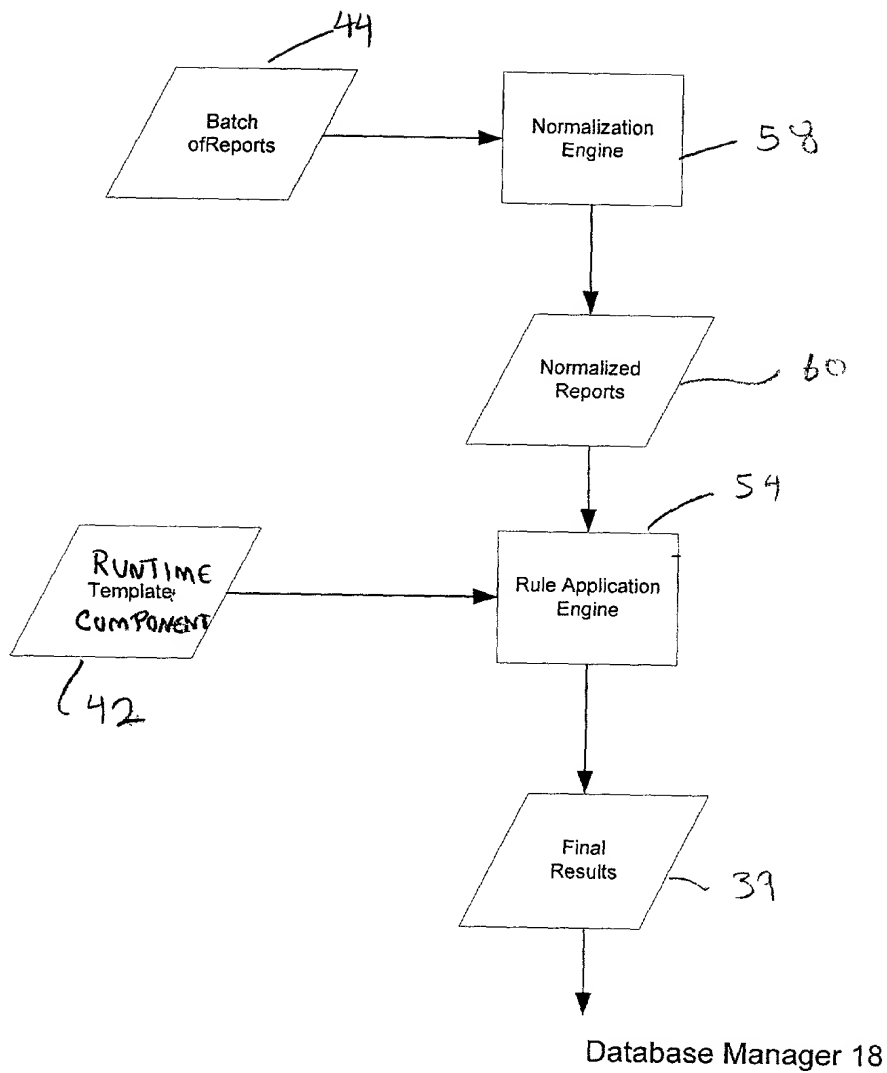 44
Batch
ofReports
Normalization
Engine
58
Normalized
Reports
60
54
RUNTIME
Template
COMPONENT
Rule Application
Engine
42
Final
Results
39
Database Manager 18